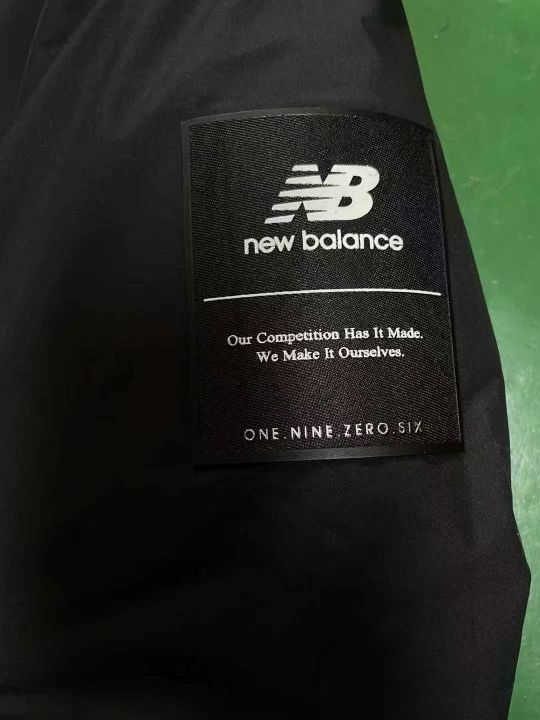 NB
new balance
Our Competition Has It Made.
We Make It Ourselves.
ONE.NINE.ZERO.SIX